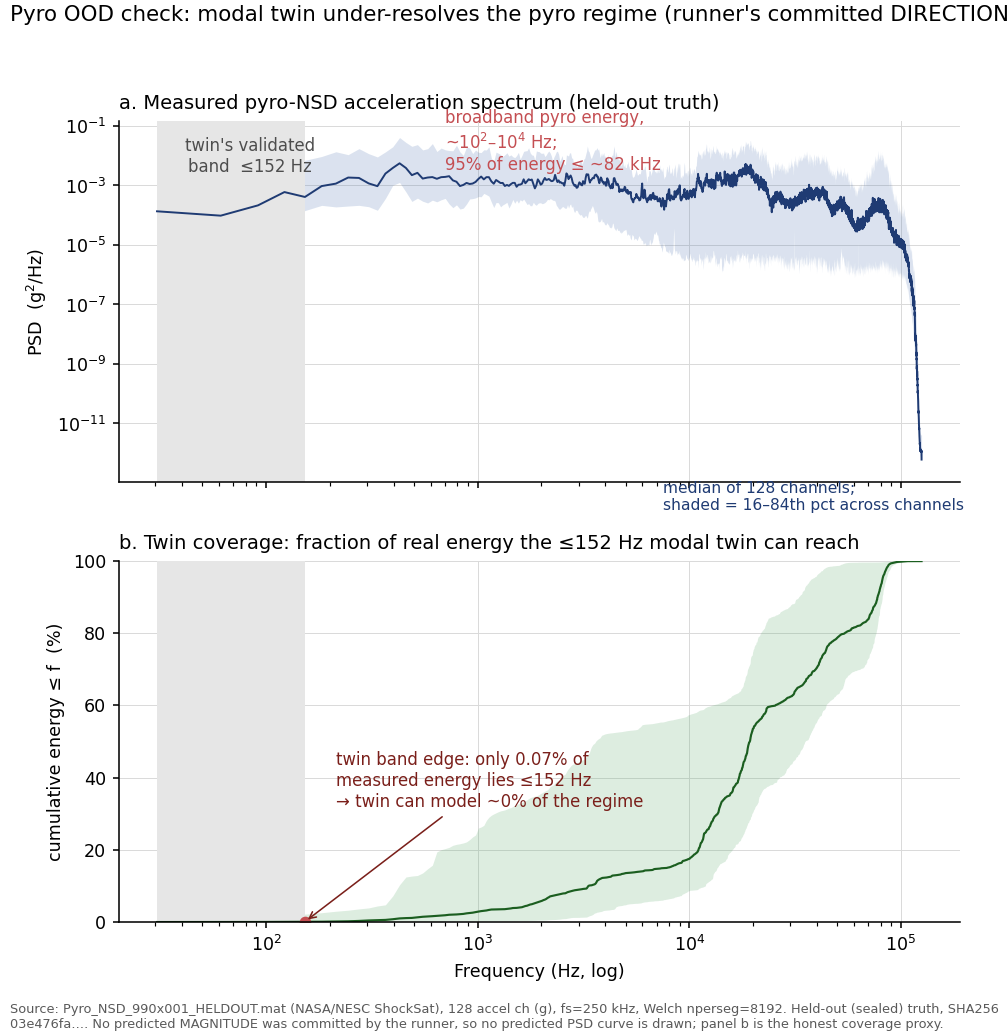 Pyro OOD check: modal twin under-resolves the pyro regime (runner's committed DIRECTION
a. Measured pyro-NSD acceleration spectrum (held-out truth)
broadband pyro energy,
~10²–10⁴ Hz;
95% of energy ≤ ~82 kHz
twin's validated
band ≤152 Hz
10⁻¹
10⁻³
10⁻⁵
10⁻⁷
10⁻⁹
10⁻¹¹
PSD (g²/Hz)
median of 128 channels;
shaded = 16–84th pct across channels
b. Twin coverage: fraction of real energy the ≤152 Hz modal twin can reach
100
80
60
40
20
0
cumulative energy ≤ f (%)
twin band edge: only 0.07% of
measured energy lies ≤152 Hz
→ twin can model ~0% of the regime
10² 10³ 10⁴ 10⁵
Frequency (Hz, log)
Source: Pyro_NSD_990x001_HELDOUT.mat (NASA/NESC ShockSat), 128 accel ch (g), fs=250 kHz, Welch nperseg=8192. Held-out (sealed) truth, SHA256
03e476fa…. No predicted MAGNITUDE was committed by the runner, so no predicted PSD curve is drawn; panel b is the honest coverage proxy.